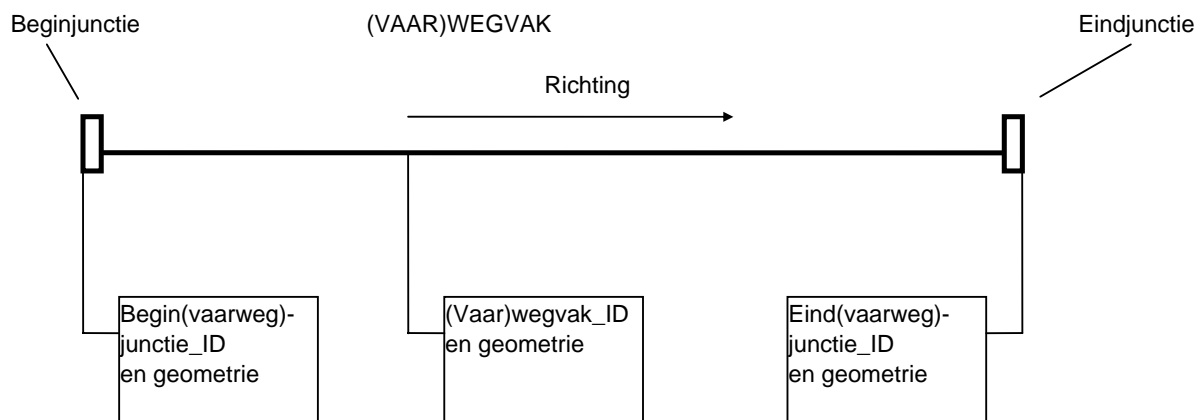 Beginjunctie
(VAAR)WEGVAK
Eindjunctie
Richting
Begin(vaarweg)-
junctie_ID
en geometrie
(Vaar)wegvak_ID
en geometrie
Eind(vaarweg)-
junctie_ID
en geometrie